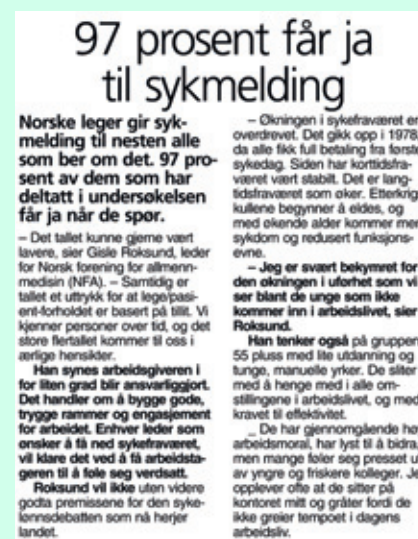 97 prosent får ja
til sykmelding
Norske leger gir syk-
melding til nesten alle
som ber om det. 97 pro-
sent av dem som har
deltatt i undersøkelsen
får ja når de spør.
– Det tallet kunne gjerne vært
lavere, sier Gisle Roksund, leder
for Norsk forening for allmenn-
medisin (NFA). – Samtidig er
tallet et uttrykk for at lege/pasi-
ent-forholdet er basert på tillit. Vi
kjenner personer over tid, og det
store flertallet kommer til oss i
ærlige hensikter.
Han synes arbeidsgiveren i
for liten grad blir ansvarliggjort.
Det handler om å bygge gode,
trygge rammer og engasjement
for arbeidet. Enhver leder som
ønsker å få ned sykefraværet,
vil klare det ved å få arbeidsta-
geren til å føle seg verdsatt.
Roksund vil ikke uten videre
godta premissene for den syke-
lønnsdebatten som nå herjer
landet.
– Økningen i sykefraværet er
overdrevet. Det gikk opp i 1978,
da alle fikk full betaling fra første
sykedag. Siden har korttidsfra-
været vært stabilt. Det er lang-
tidsfraværet som øker. Etterkrigs
kullene begynner å eldes, og
med økende alder kommer mer
sykdom og redusert funksjons-
evne.
– Jeg er svært bekymret for
den økningen i uførhet som vi
ser blant de unge som ikke
kommer inn i arbeidslivet, sier
Roksund.
Han tenker også på gruppen
55 pluss med lite utdanning og
tunge, manuelle yrker. De sliter
med å henge med i alle om-
stillingene i arbeidslivet, og med
kravet til effektivitet.
_ De har gjennomgående
arbeidsmoral, har lyst til å bidra,
men mange føler seg presset
av yngre og friskere kolleger.
opplever ofte at de sitter på
kontoret mitt og gråter fordi de
ikke greier tempoet i dagens
arbeidsliv.